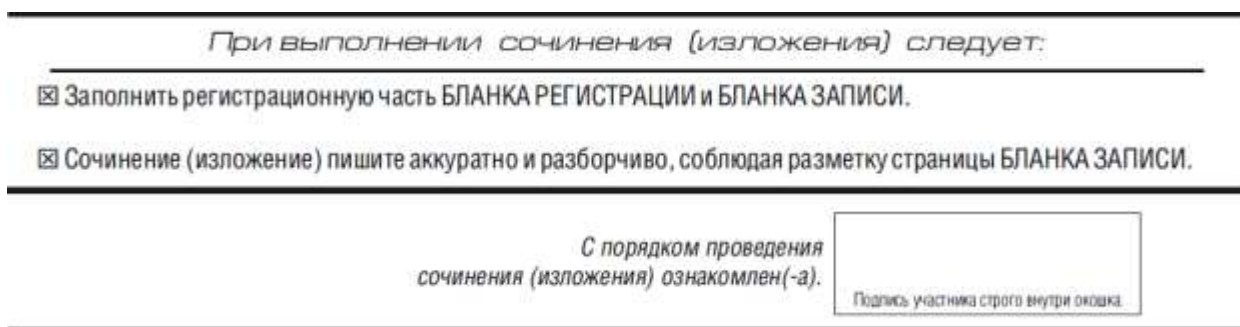 При выполнении сочинения (изложения) следует:
☒ Заполнить регистрационную часть БЛАНКА РЕГИСТРАЦИИ и БЛАНКА ЗАПИСИ.
☒ Сочинение (изложение) пишите аккуратно и разборчиво, соблюдая разметку страницы БЛАНКА ЗАПИСИ.
С порядком проведения
сочинения (изложения) ознакомлен(-а).
Подпись участника строго внутри окошка